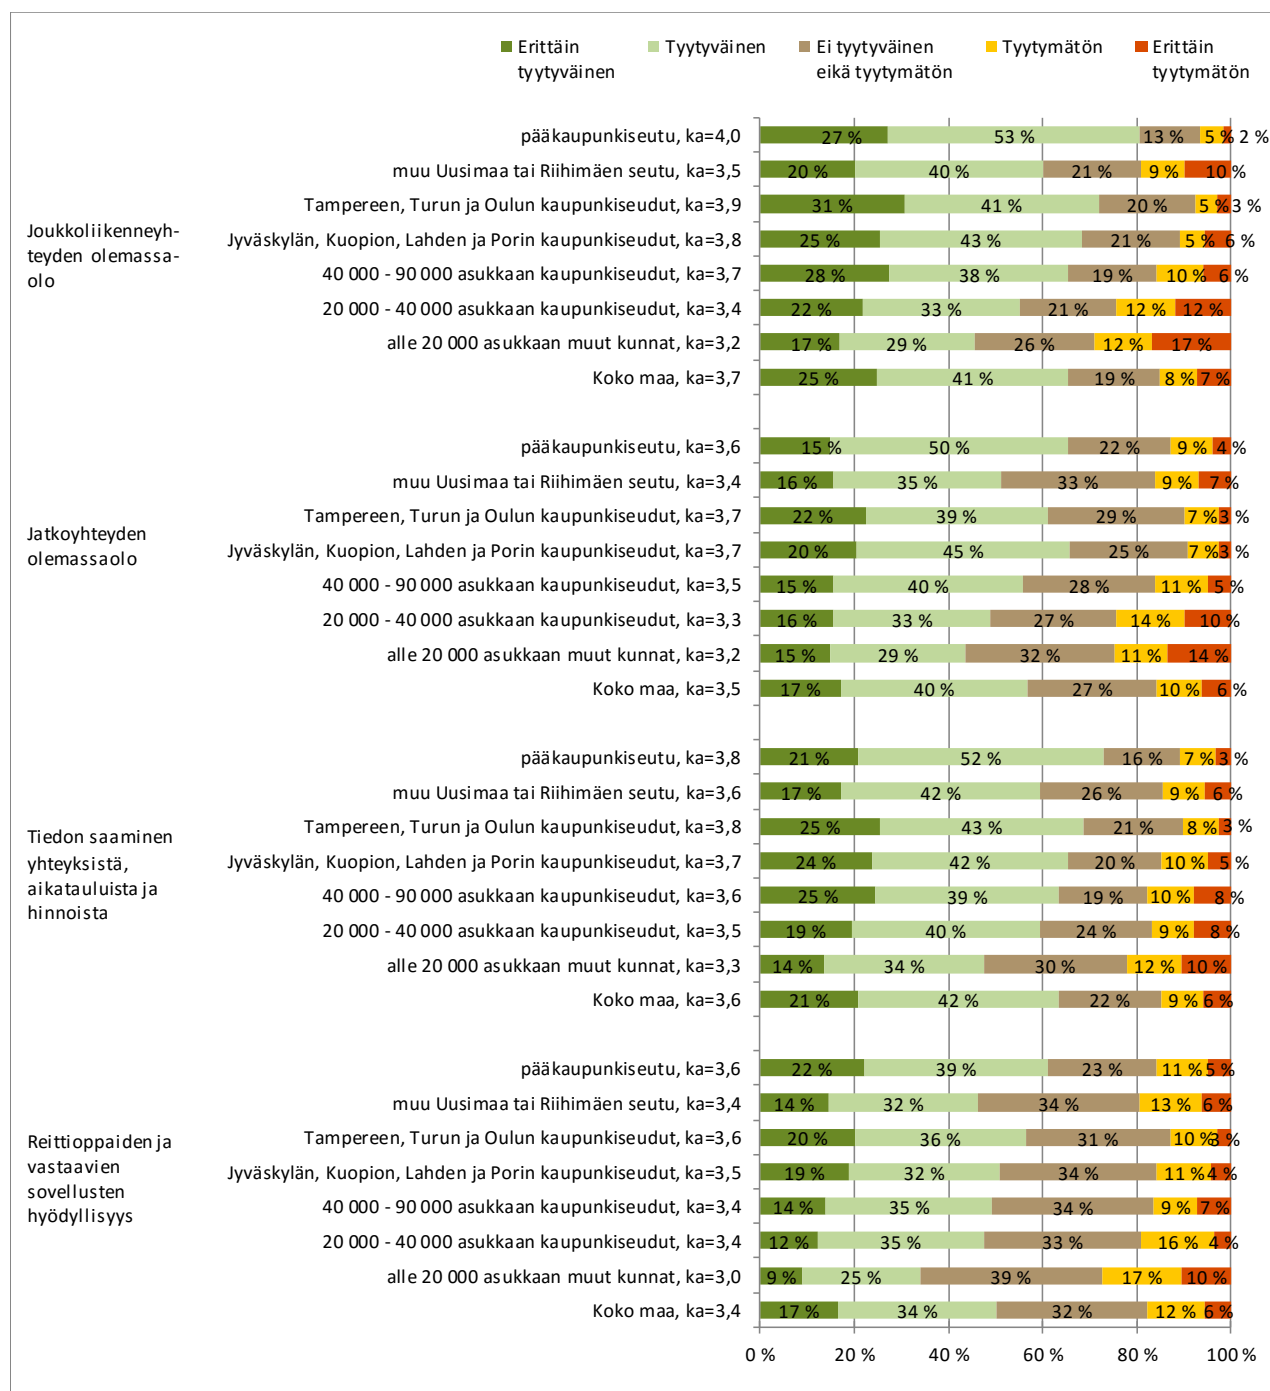 Erittäin tyytyväinen
Tyytyväinen
Ei tyytyväinen eikä tyytymätön
Tyytymätön
Erittäin tyytymätön
Joukkoliikenneyh-
teyden olemassa-
olo
pääkaupunkiseutu, ka=4,0 27 % 53 % 13 % 5 % 2 %
muu Uusimaa tai Riihimäen seutu, ka=3,5 20 % 40 % 21 % 9 % 10 %
Tampereen, Turun ja Oulun kaupunkiseudut, ka=3,9 31 % 41 % 20 % 5 % 3 %
Jyväskylän, Kuopion, Lahden ja Porin kaupunkiseudut, ka=3,8 25 % 43 % 21 % 5 % 6 %
40 000 - 90 000 asukkaan kaupunkiseudut, ka=3,7 28 % 38 % 19 % 10 % 6 %
20 000 - 40 000 asukkaan kaupunkiseudut, ka=3,4 22 % 33 % 21 % 12 % 12 %
alle 20 000 asukkaan muut kunnat, ka=3,2 17 % 29 % 26 % 12 % 17 %
Koko maa, ka=3,7 25 % 41 % 19 % 8 % 7 %
Jatkoyhteyden
olemassaolo
pääkaupunkiseutu, ka=3,6 15 % 50 % 22 % 9 % 4 %
muu Uusimaa tai Riihimäen seutu, ka=3,4 16 % 35 % 33 % 9 % 7 %
Tampereen, Turun ja Oulun kaupunkiseudut, ka=3,7 22 % 39 % 29 % 7 % 3 %
Jyväskylän, Kuopion, Lahden ja Porin kaupunkiseudut, ka=3,7 20 % 45 % 25 % 7 % 3 %
40 000 - 90 000 asukkaan kaupunkiseudut, ka=3,5 15 % 40 % 28 % 11 % 5 %
20 000 - 40 000 asukkaan kaupunkiseudut, ka=3,3 16 % 33 % 27 % 14 % 10 %
alle 20 000 asukkaan muut kunnat, ka=3,2 15 % 29 % 32 % 11 % 14 %
Koko maa, ka=3,5 17 % 40 % 27 % 10 % 6 %
Tiedon saaminen
yhteyksistä,
aikatauluista ja
hinnoista
pääkaupunkiseutu, ka=3,8 21 % 52 % 16 % 7 % 3 %
muu Uusimaa tai Riihimäen seutu, ka=3,6 17 % 42 % 26 % 9 % 6 %
Tampereen, Turun ja Oulun kaupunkiseudut, ka=3,8 25 % 43 % 21 % 8 % 3 %
Jyväskylän, Kuopion, Lahden ja Porin kaupunkiseudut, ka=3,7 24 % 42 % 20 % 10 % 5 %
40 000 - 90 000 asukkaan kaupunkiseudut, ka=3,6 25 % 39 % 19 % 10 % 8 %
20 000 - 40 000 asukkaan kaupunkiseudut, ka=3,5 19 % 40 % 24 % 9 % 8 %
alle 20 000 asukkaan muut kunnat, ka=3,3 14 % 34 % 30 % 12 % 10 %
Koko maa, ka=3,6 21 % 42 % 22 % 9 % 6 %
Reittioppaiden ja
vastaavien
sovellusten
hyödyllisyys
pääkaupunkiseutu, ka=3,6 22 % 39 % 23 % 11 % 5 %
muu Uusimaa tai Riihimäen seutu, ka=3,4 14 % 32 % 34 % 13 % 6 %
Tampereen, Turun ja Oulun kaupunkiseudut, ka=3,6 20 % 36 % 31 % 10 % 3 %
Jyväskylän, Kuopion, Lahden ja Porin kaupunkiseudut, ka=3,5 19 % 32 % 34 % 11 % 4 %
40 000 - 90 000 asukkaan kaupunkiseudut, ka=3,4 14 % 35 % 34 % 9 % 7 %
20 000 - 40 000 asukkaan kaupunkiseudut, ka=3,4 12 % 35 % 33 % 16 % 4 %
alle 20 000 asukkaan muut kunnat, ka=3,0 9 % 25 % 39 % 17 % 10 %
Koko maa, ka=3,4 17 % 34 % 32 % 12 % 6 %
0 % 20 % 40 % 60 % 80 % 100 %